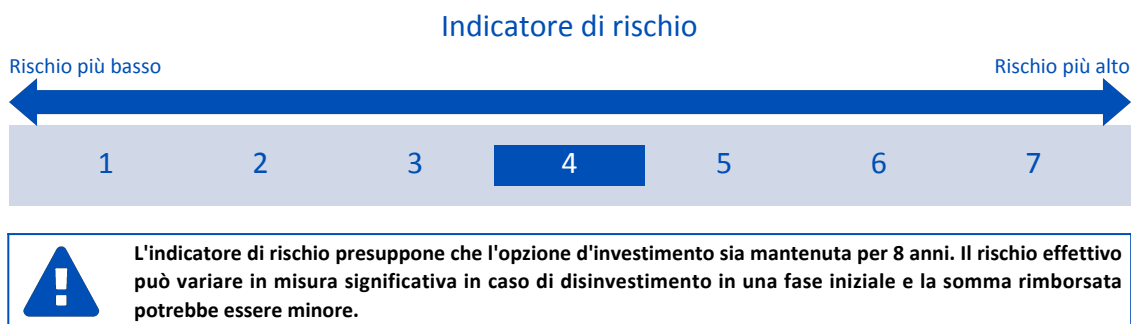 Indicatore di rischio
Rischio più basso Rischio più alto
1 2 3 4 5 6 7
L'indicatore di rischio presuppone che l'opzione d'investimento sia mantenuta per 8 anni. Il rischio effettivo
può variare in misura significativa in caso di disinvestimento in una fase iniziale e la somma rimborsata
potrebbe essere minore.